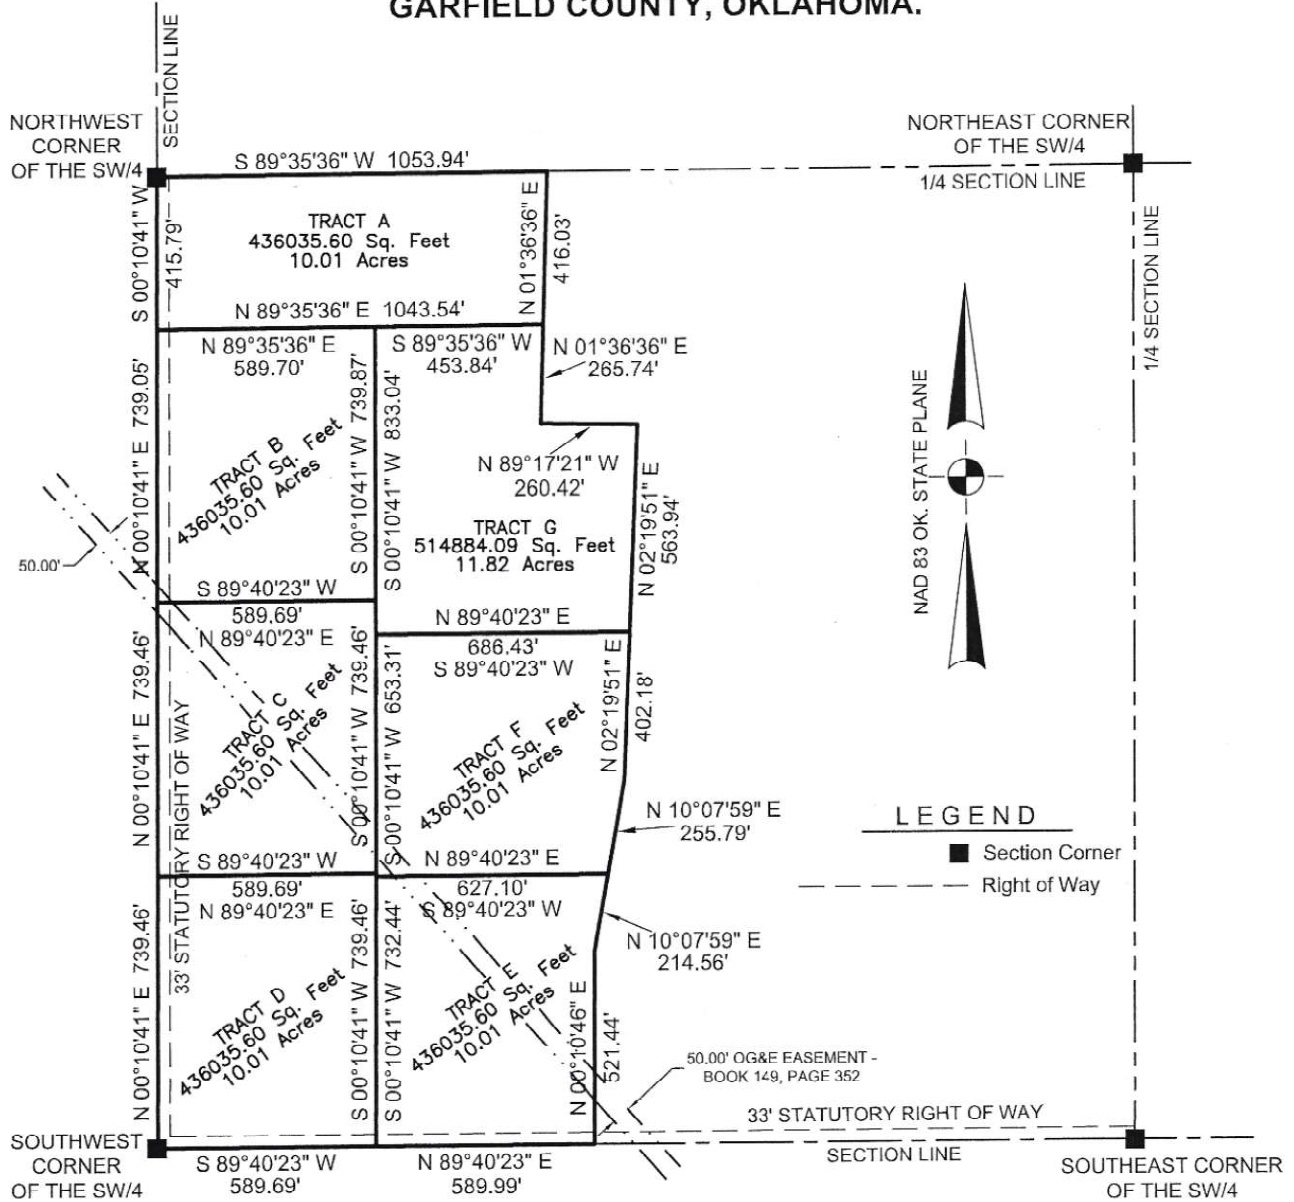 GARFIELD COUNTY, OKLAHOMA.
SECTION LINE
NORTHWEST
CORNER
OF THE SW/4
NORTHEAST CORNER
OF THE SW/4
S 89°35'36" W 1053.94'
1/4 SECTION LINE
S 00°10'41" W
415.79'
TRACT A
436035.60 Sq. Feet
10.01 Acres
N 01°36'36" E
416.03'
1/4 SECTION LINE
N 89°35'36" E 1043.54'
N 89°35'36" E
589.70'
S 89°35'36" W
453.84'
N 01°36'36" E
265.74'
N 00°10'41" E 739.05'
TRACT B
436035.60 Sq. Feet
10.01 Acres
S 00°10'41" W 739.87'
S 00°10'41" W 833.04'
N 89°17'21" W
260.42'
TRACT G
514884.09 Sq. Feet
11.82 Acres
N 02°19'51" E
563.94'
NAD 83 OK. STATE PLANE
50.00'
S 89°40'23" W
589.69'
N 89°40'23" E
N 89°40'23" E
686.43'
S 89°40'23" W
N 00°10'41" E 739.46'
33' STATUTORY RIGHT OF WAY
TRACT C
436035.60 Sq. Feet
10.01 Acres
S 00°10'41" W 739.46'
S 00°10'41" W 653.31'
TRACT F
436035.60 Sq. Feet
10.01 Acres
N 02°19'51" E
402.18'
N 10°07'59" E
255.79'
LEGEND
Section Corner
Right of Way
S 89°40'23" W
589.69'
N 89°40'23" E
N 89°40'23" E
627.10'
S 89°40'23" W
N 10°07'59" E
214.56'
N 00°10'41" E 739.46'
TRACT D
436035.60 Sq. Feet
10.01 Acres
S 00°10'41" W 739.46'
S 00°10'41" W 732.44'
TRACT E
436035.60 Sq. Feet
10.01 Acres
N 00°10'46" E
521.44'
50.00' OG&E EASEMENT -
BOOK 149, PAGE 352
33' STATUTORY RIGHT OF WAY
SOUTHWEST
CORNER
OF THE SW/4
S 89°40'23" W
589.69'
N 89°40'23" E
589.99'
SECTION LINE
SOUTHEAST CORNER
OF THE SW/4